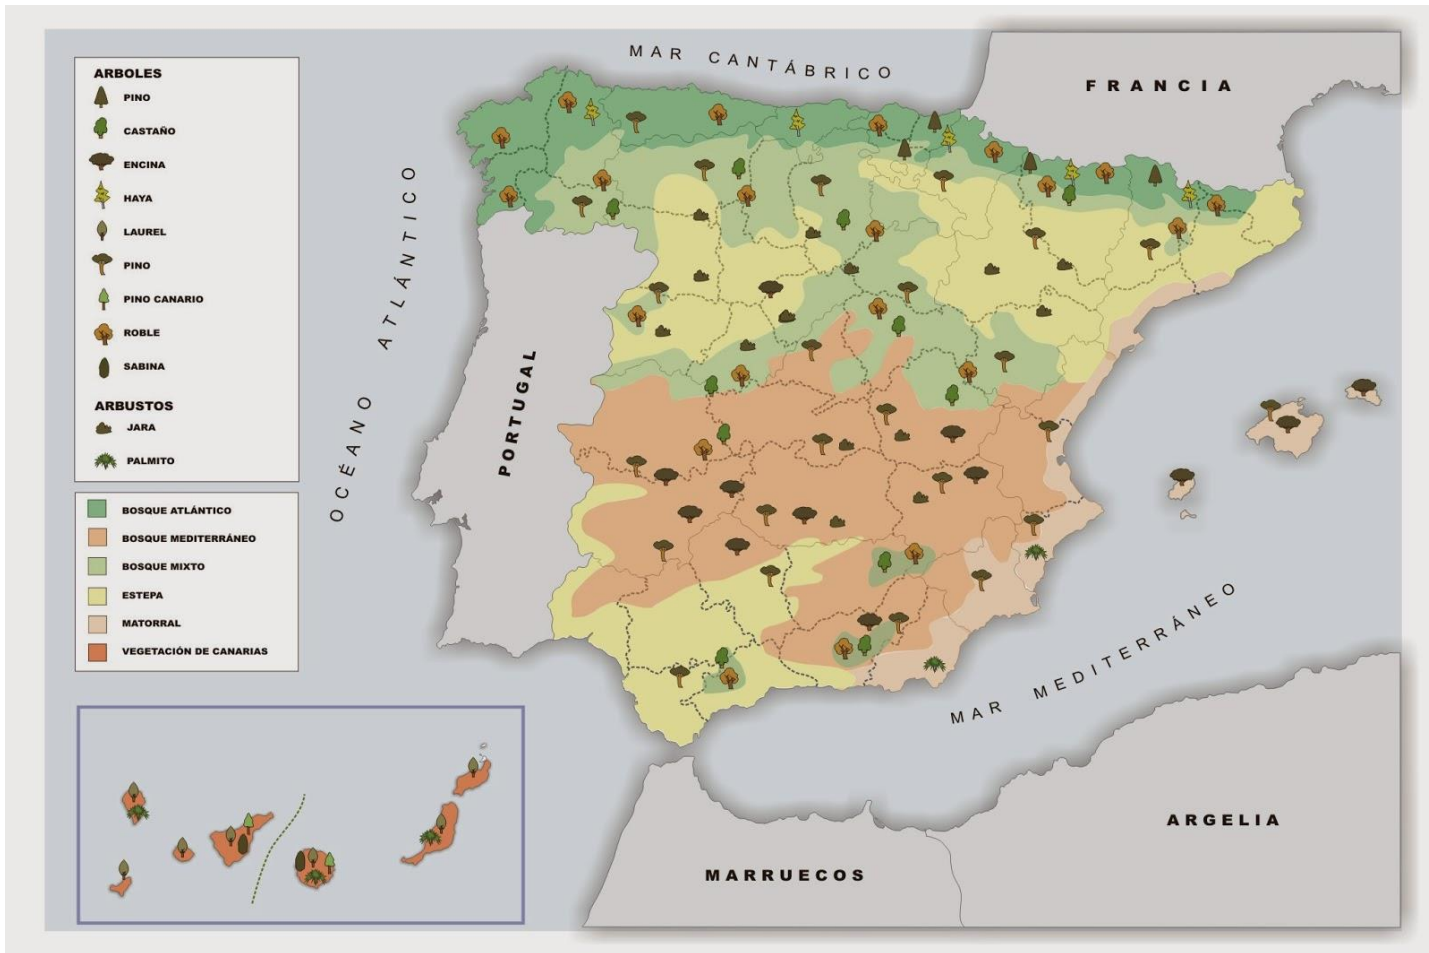 MAR CANTÁBRICO
FRANCIA
ARBOLES
PINO
CASTAÑO
ENCINA
HAYA
LAUREL
PINO
PINO CANARIO
ROBLE
SABINA
ARBUSTOS
JARA
PALMITO
BOSQUE ATLÁNTICO
BOSQUE MEDITERRÁNEO
BOSQUE MIXTO
ESTEPA
MATORRAL
VEGETACIÓN DE CANARIAS
OCÉANO ATLÁNTICO
PORTUGAL
MAR MEDITERRÁNEO
ARGELIA
MARRUECOS